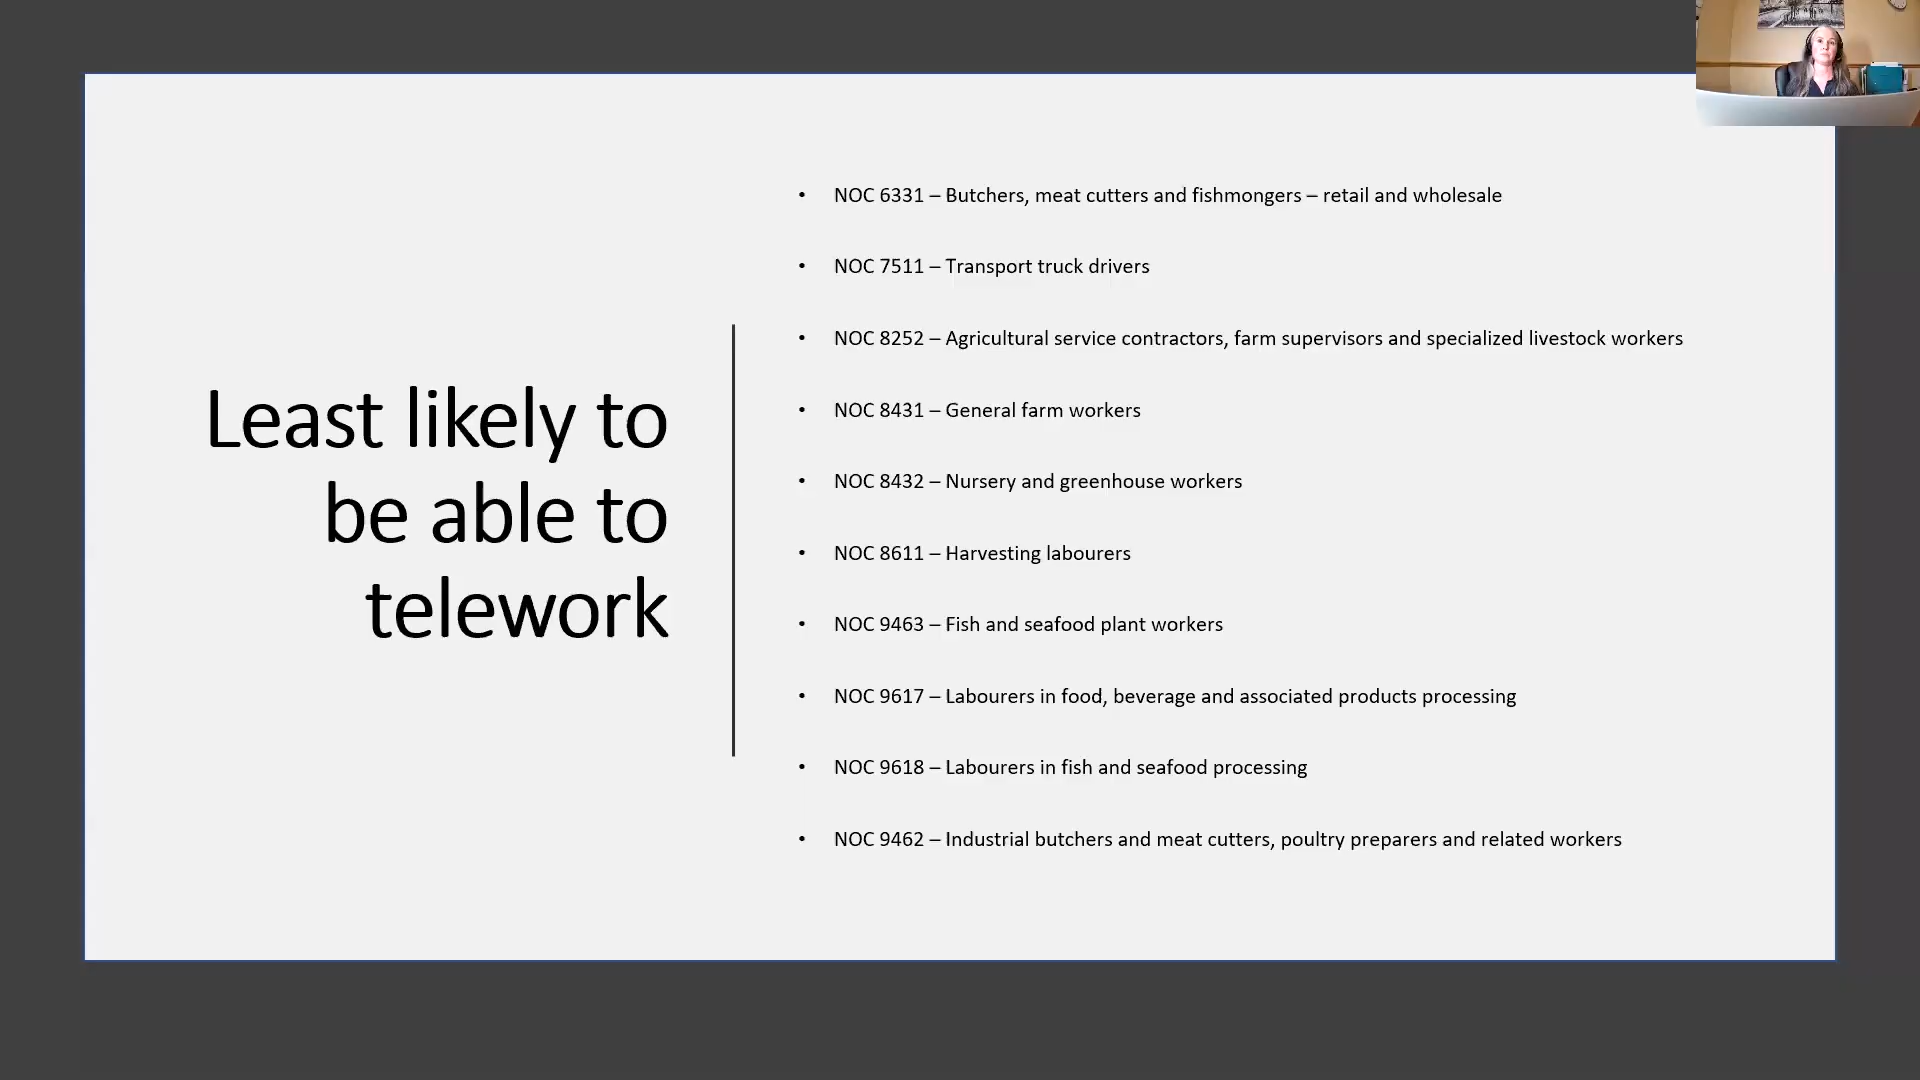 Least likely to
be able to
telework
• NOC 6331 – Butchers, meat cutters and fishmongers – retail and wholesale
• NOC 7511 – Transport truck drivers
• NOC 8252 – Agricultural service contractors, farm supervisors and specialized livestock workers
• NOC 8431 – General farm workers
• NOC 8432 – Nursery and greenhouse workers
• NOC 8611 – Harvesting labourers
• NOC 9463 – Fish and seafood plant workers
• NOC 9617 – Labourers in food, beverage and associated products processing
• NOC 9618 – Labourers in fish and seafood processing
• NOC 9462 – Industrial butchers and meat cutters, poultry preparers and related workers